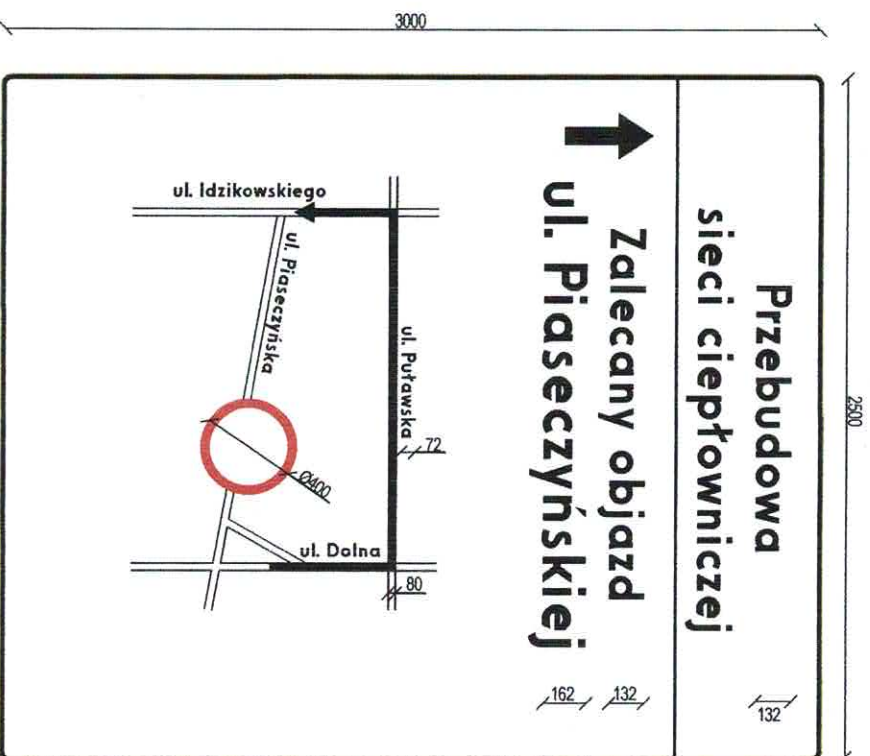 3000
2500
Przebudowa
sieci ciepłowniczej
132
Zalecany objazd
ul. Piaseczyńskiej
132
162
ul. Idzikowskiego
ul. Piaseczyńska
ul. Puławska
72
Ø400
ul. Dolna
80